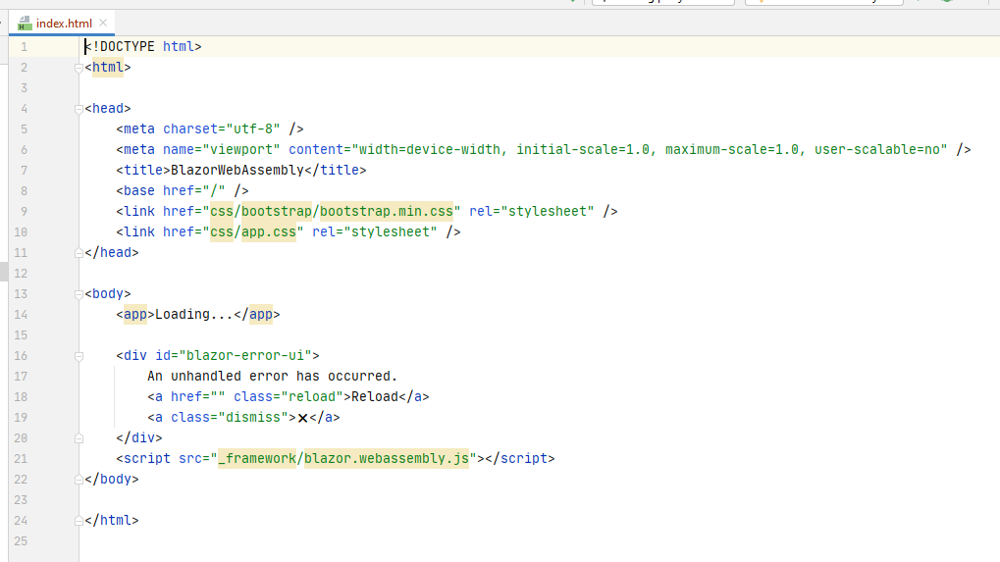 index.html
1 <!DOCTYPE html>
2 <html>
3
4 <head>
5     <meta charset="utf-8" />
6     <meta name="viewport" content="width=device-width, initial-scale=1.0, maximum-scale=1.0, user-scalable=no" />
7     <title>BlazorWebAssembly</title>
8     <base href="/" />
9     <link href="css/bootstrap/bootstrap.min.css" rel="stylesheet" />
10     <link href="css/app.css" rel="stylesheet" />
11 </head>
12
13 <body>
14     <app>Loading...</app>
15
16     <div id="blazor-error-ui">
17         An unhandled error has occurred.
18         <a href="" class="reload">Reload</a>
19         <a class="dismiss">🗙</a>
20     </div>
21     <script src="_framework/blazor.webassembly.js"></script>
22 </body>
23
24 </html>
25